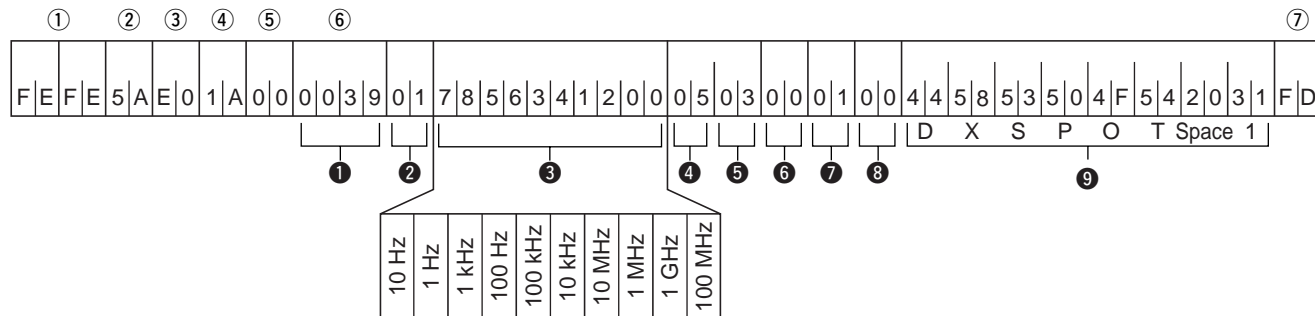 ① ② ③ ④ ⑤ ⑥ ⑦
F E F E 5 A E 0 1 A 0 0 0 0 3 9 0 1 7 8 5 6 3 4 1 2 0 0 0 5 0 3 0 0 0 1 0 0 4 4 5 8 5 3 5 0 4 F 5 4 2 0 3 1 F D
D X S P O T Space 1
❶ ❷ ❸ ❹ ❺ ❻ ❼ ❽ ❾
10 Hz
1 Hz
1 kHz
100 Hz
100 kHz
10 kHz
10 MHz
1 MHz
1 GHz
100 MHz